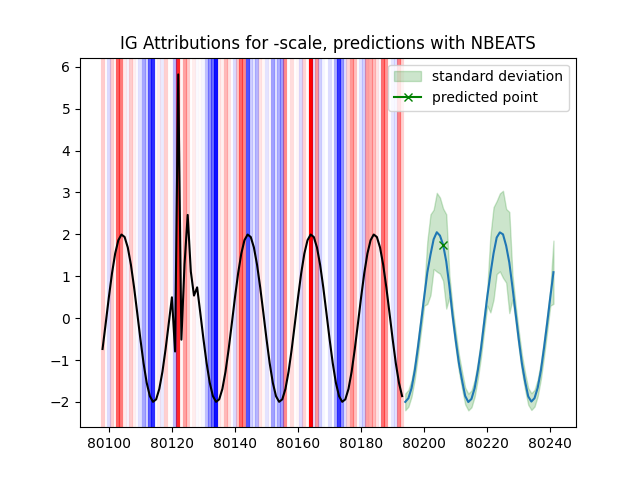 IG Attributions for -scale, predictions with NBEATS
standard deviation
predicted point
6
5
4
3
2
1
0
−1
−2
80100 80120 80140 80160 80180 80200 80220 80240